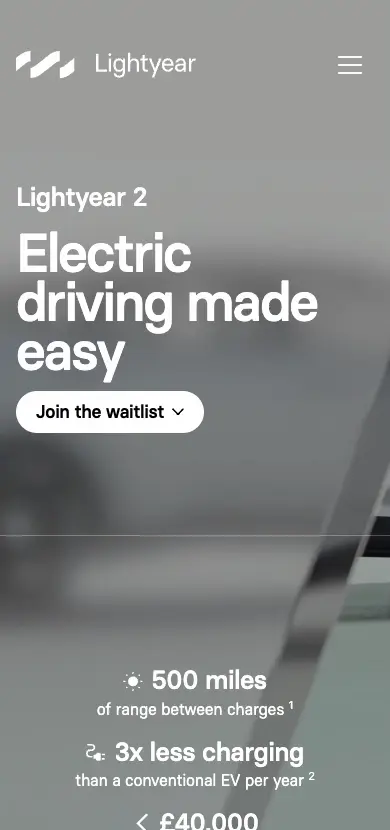 Lightyear
Lightyear 2
Electric
driving made
easy
Join the waitlist
500 miles
of range between charges ¹
3x less charging
than a conventional EV per year ²
< £40,000